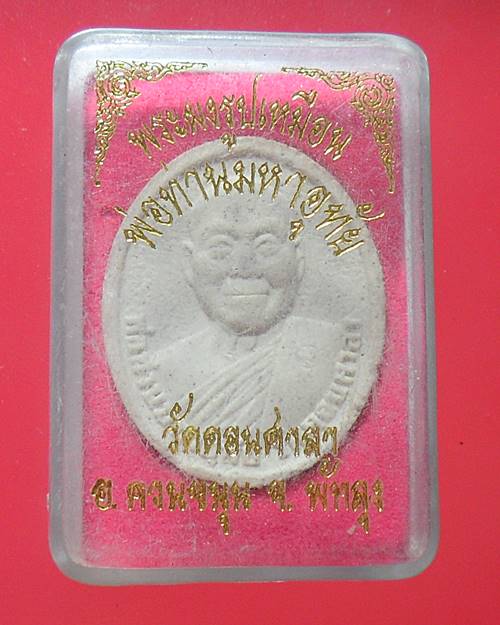 พระผงรูปเหมือน
พ่อท่านมหาอุทัย
วัดดอนศาลา
อ. ควนขนุน จ. พัทลุง